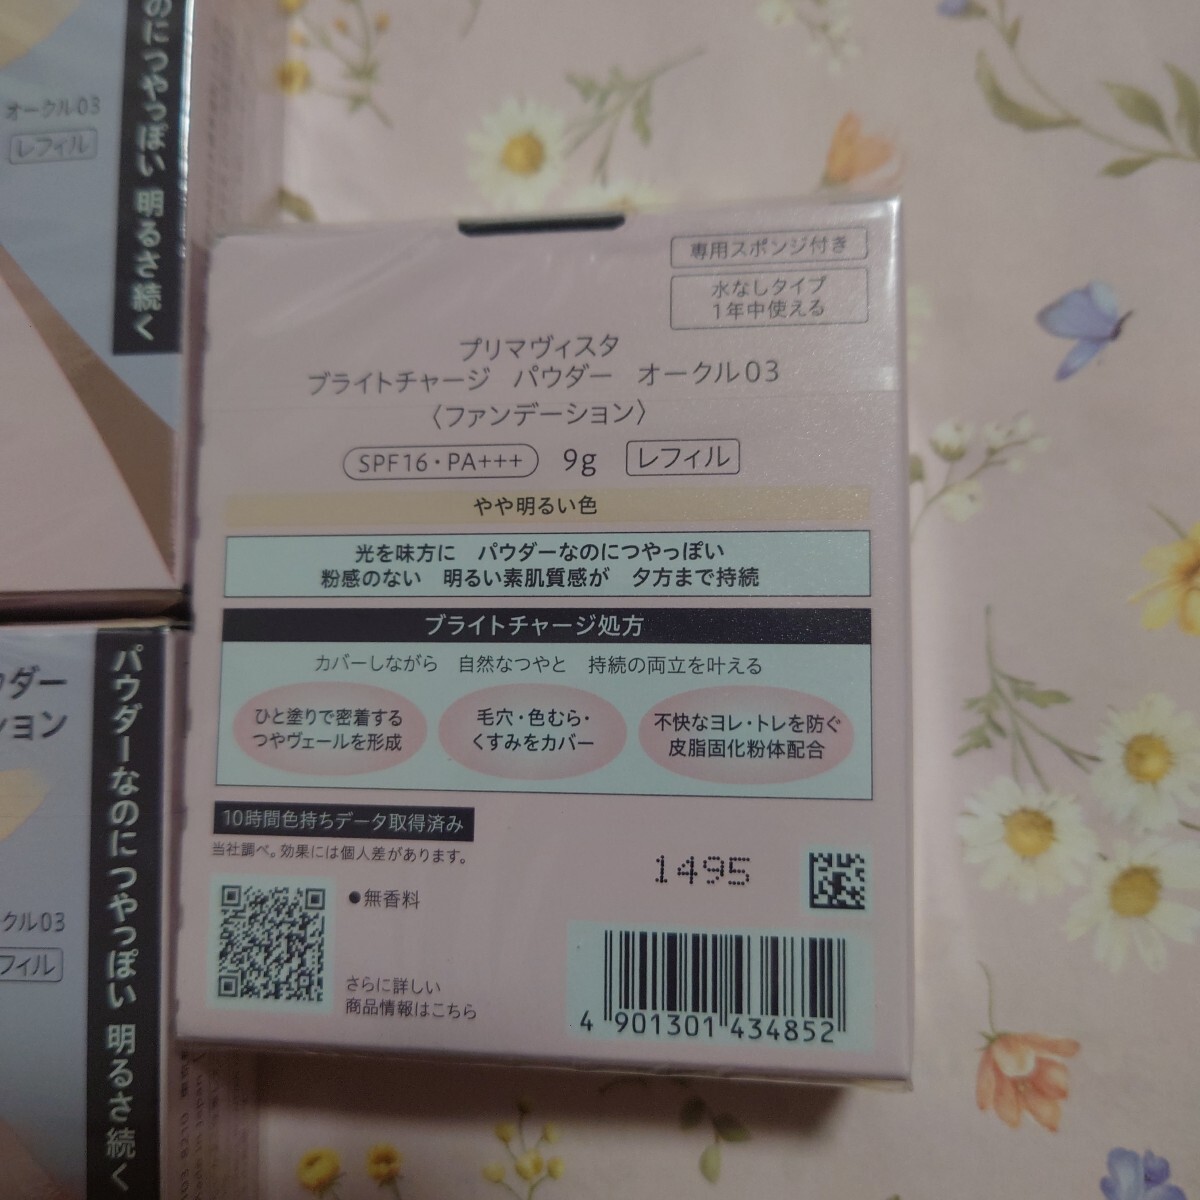 のにつやっぽい 明るさ続く
オークル03
レフィル
専用スポンジ付き
水なしタイプ
1年中使える
プリマヴィスタ
ブライトチャージ パウダー オークル03
〈ファンデーション〉
SPF16・PA+++ 9g レフィル
やや明るい色
光を味方に パウダーなのにつやっぽい
粉感のない 明るい素肌質感が 夕方まで持続
ブライトチャージ処方
カバーしながら 自然なつやと 持続の両立を叶える
ひと塗りで密着する
つやヴェールを形成
毛穴・色むら・
くすみをカバー
不快なヨレ・トレを防ぐ
皮脂固化粉体配合
10時間色持ちデータ取得済み
当社調べ。効果には個人差があります。
1495
●無香料
さらに詳しい
商品情報はこちら
4 901301 434852
ウダー
ション
パウダーなのにつやっぽい 明るさ続く
クル03
フィル